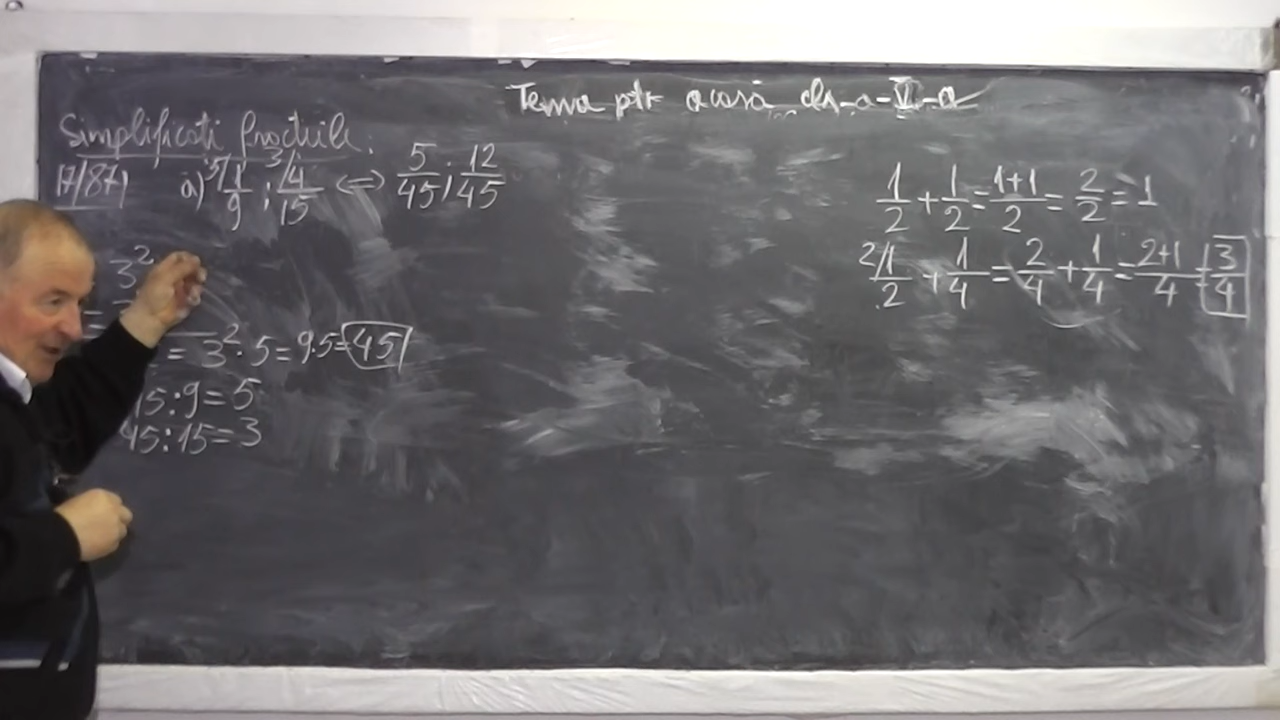 Tema ptr acasă cls-a-V-a
Simplificați fracțiile.
17/87/ a) 5/1/9 ; 3/4/15 <=> 5/45 ; 12/45
3²
= 3² · 5 = 9·5 = 45
45:9=5
45:15=3
1/2 + 1/2 = 1+1/2 = 2/2 = 1
2/1/2 + 1/4 = 2/4 + 1/4 = 2+1/4 = 3/4